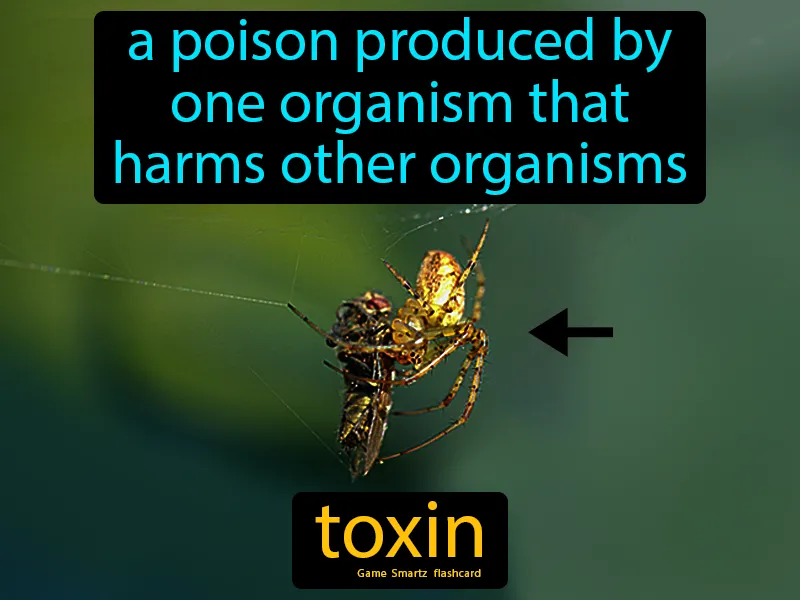 a poison produced by
one organism that
harms other organisms
toxin
Game Smartz flashcard